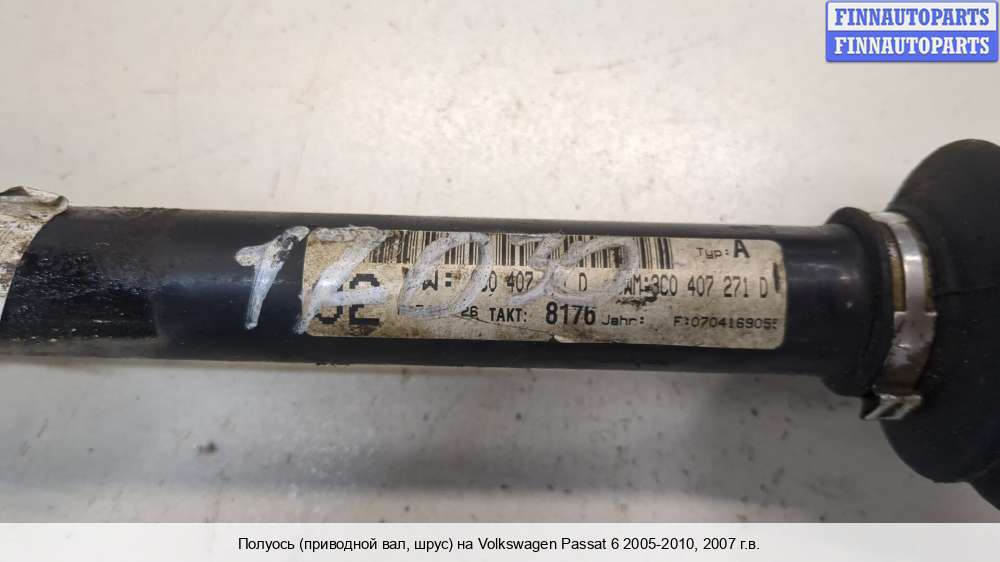 FINNAUTOPARTS
FINNAUTOPARTS
Typ: A
407 D 3C0 407 271 D
TAKT: 8176 Jahr: F:0704169055
Полуось (приводной вал, шрус) на Volkswagen Passat 6 2005-2010, 2007 г.в.